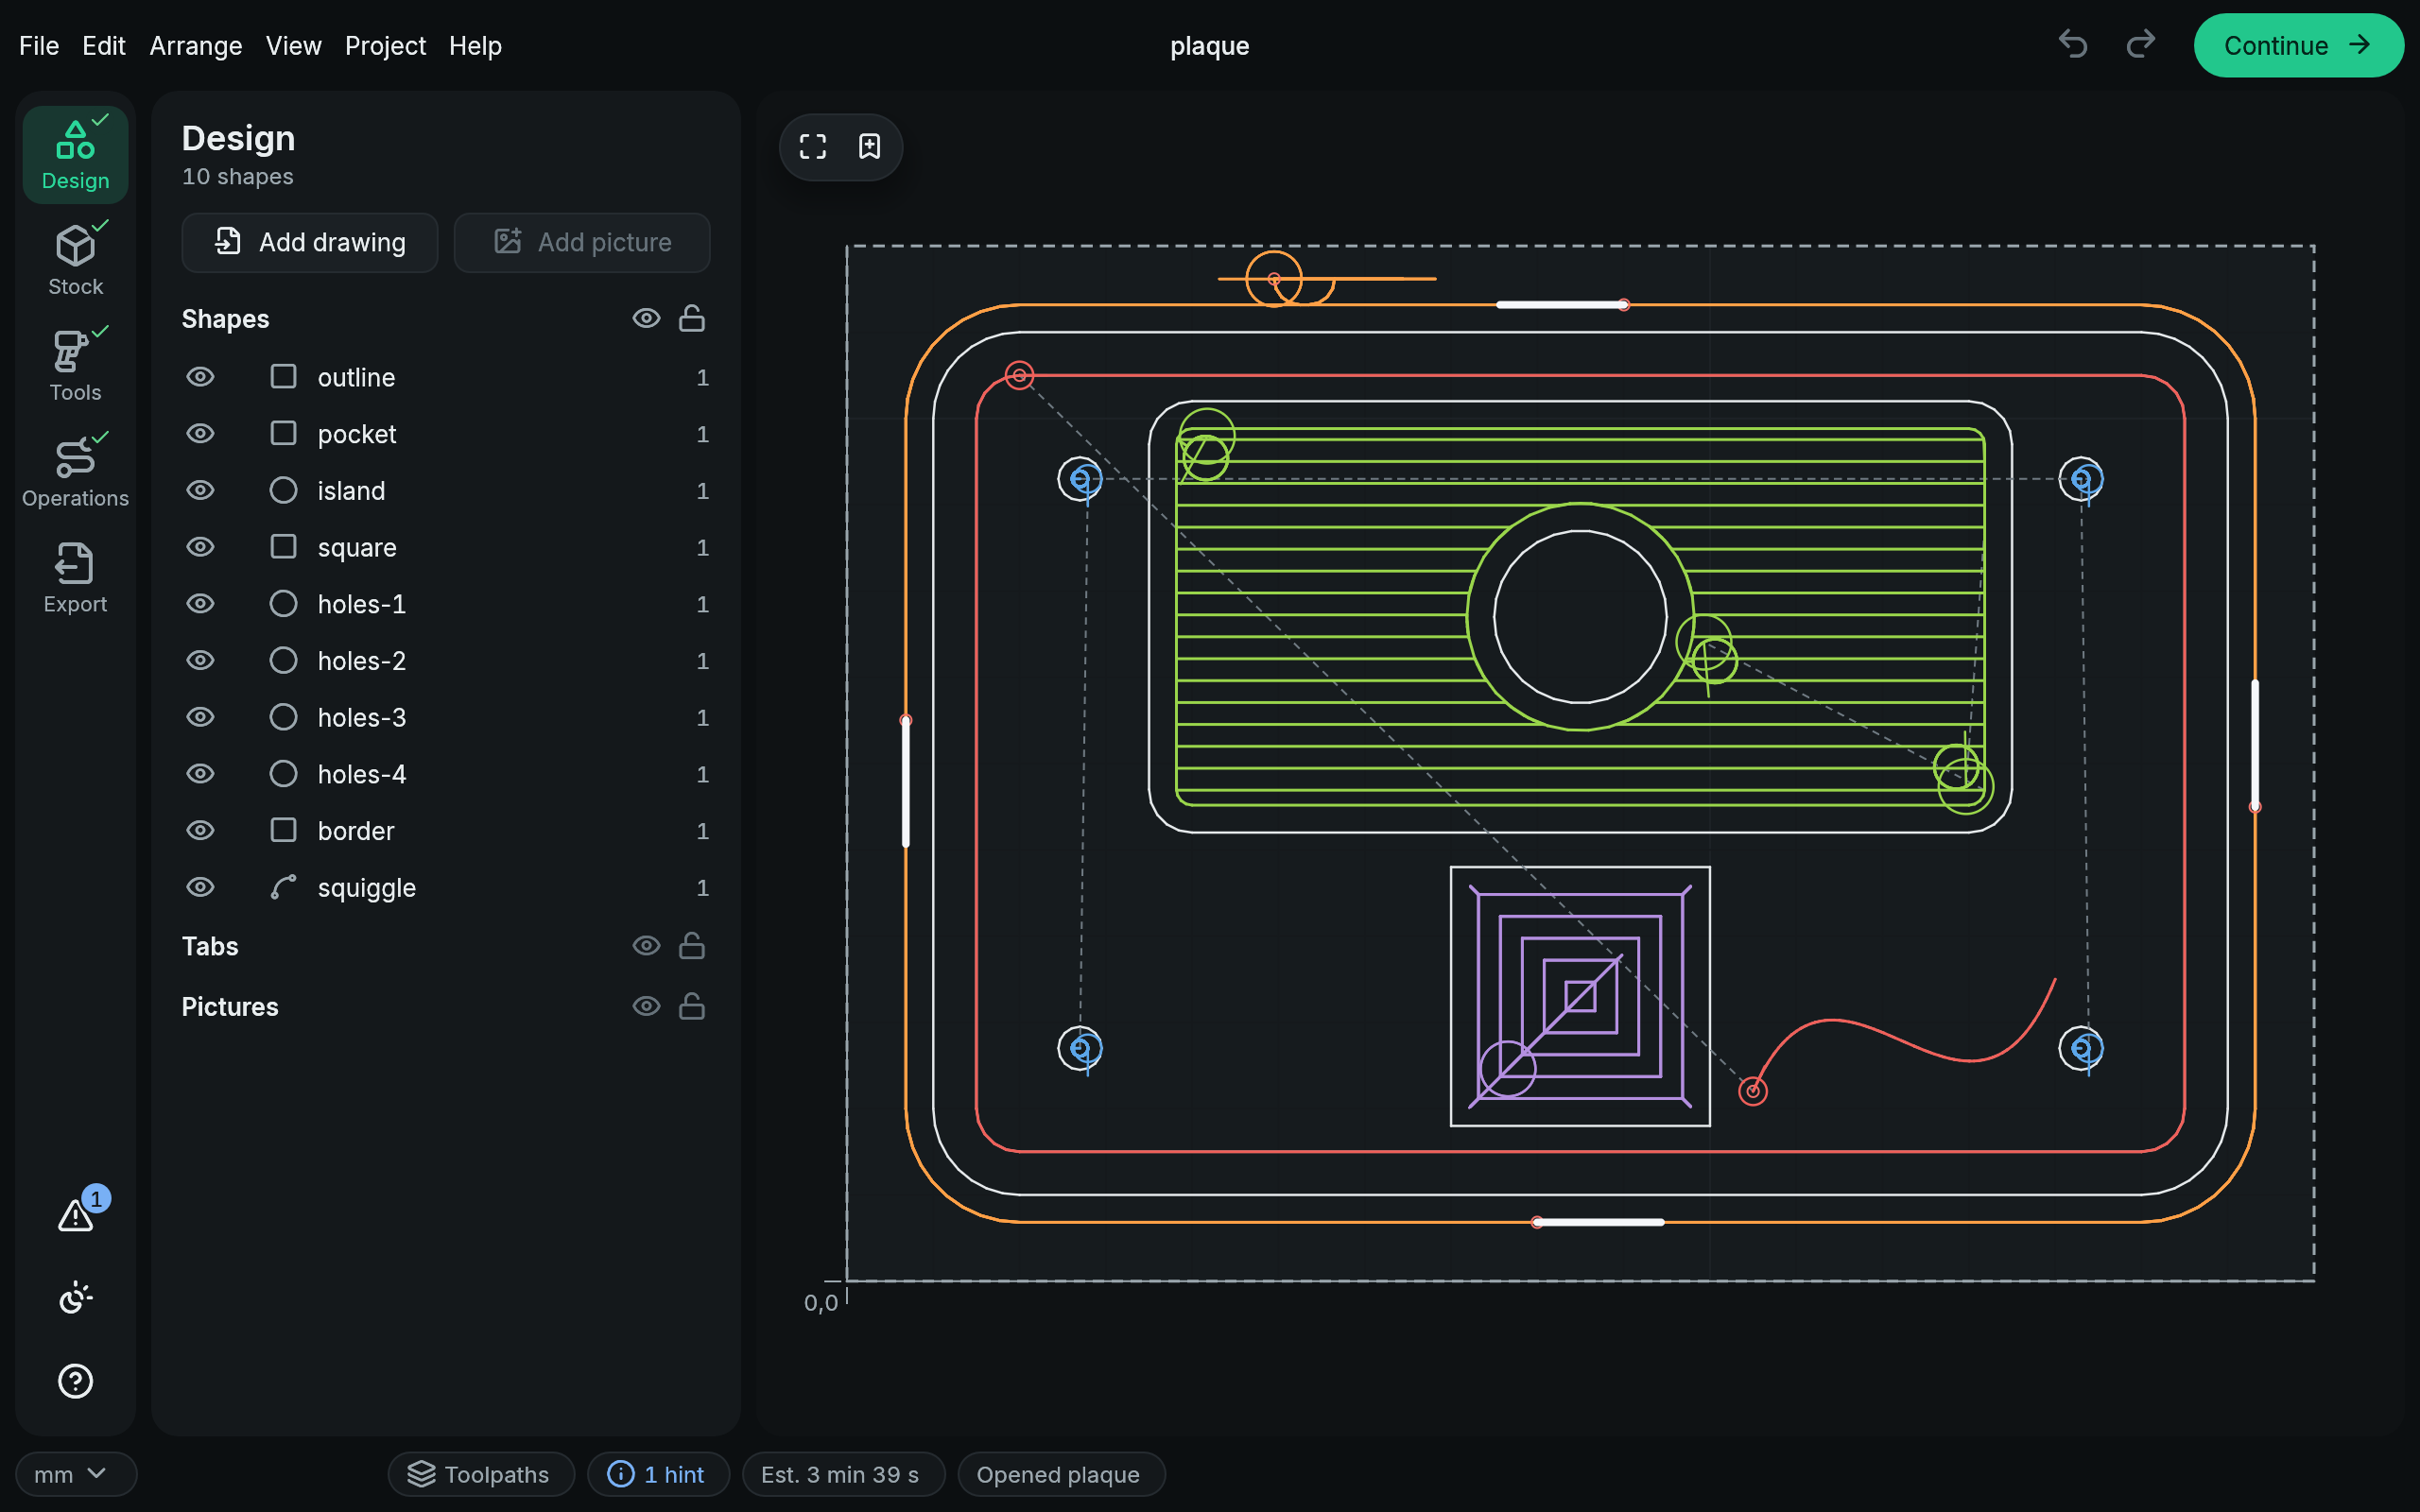 File Edit Arrange View Project Help
plaque
Continue
Design
Stock
Tools
Operations
Export
1
Design
10 shapes
Add drawing
Add picture
Shapes
outline 1
pocket 1
island 1
square 1
holes-1 1
holes-2 1
holes-3 1
holes-4 1
border 1
squiggle 1
Tabs
Pictures
0,0
mm
Toolpaths
1 hint
Est. 3 min 39 s
Opened plaque